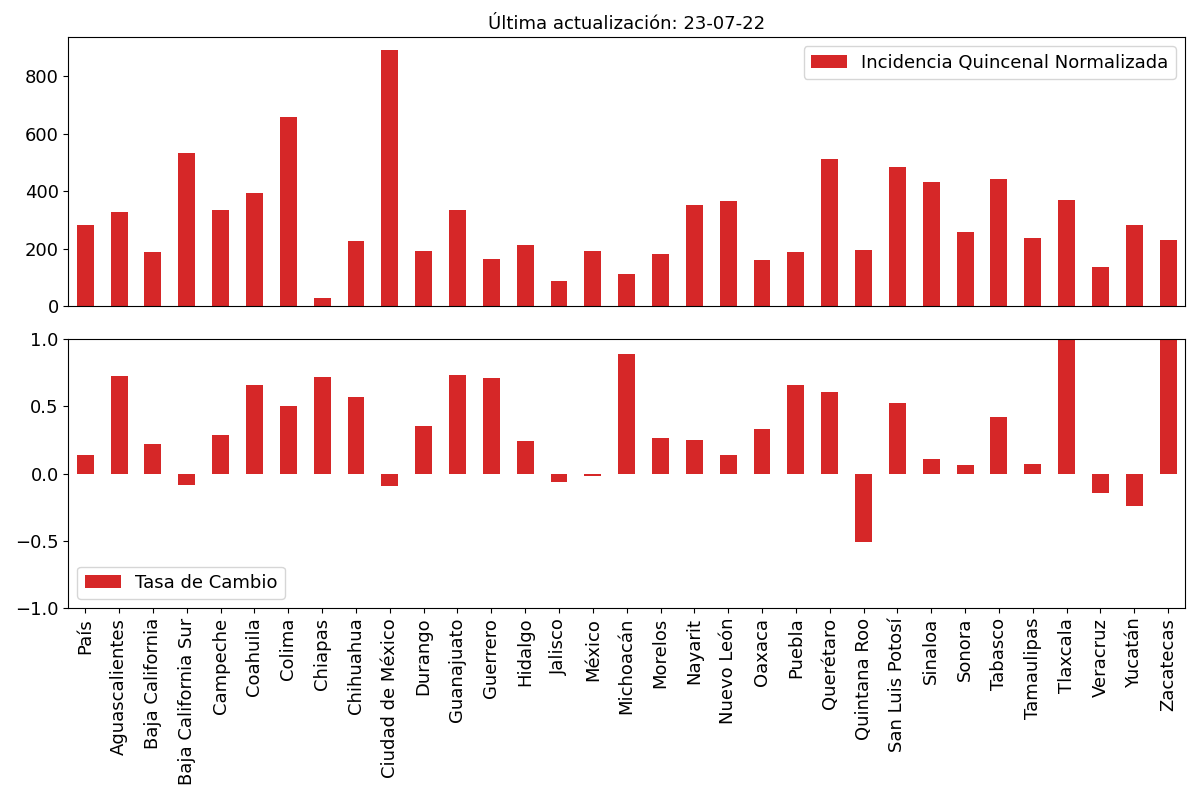 Última actualización: 23-07-22
Incidencia Quincenal Normalizada
800
600
400
200
0
1.0
0.5
0.0
−0.5
−1.0
Tasa de Cambio
País
Aguascalientes
Baja California
Baja California Sur
Campeche
Coahuila
Colima
Chiapas
Chihuahua
Ciudad de México
Durango
Guanajuato
Guerrero
Hidalgo
Jalisco
México
Michoacán
Morelos
Nayarit
Nuevo León
Oaxaca
Puebla
Querétaro
Quintana Roo
San Luis Potosí
Sinaloa
Sonora
Tabasco
Tamaulipas
Tlaxcala
Veracruz
Yucatán
Zacatecas